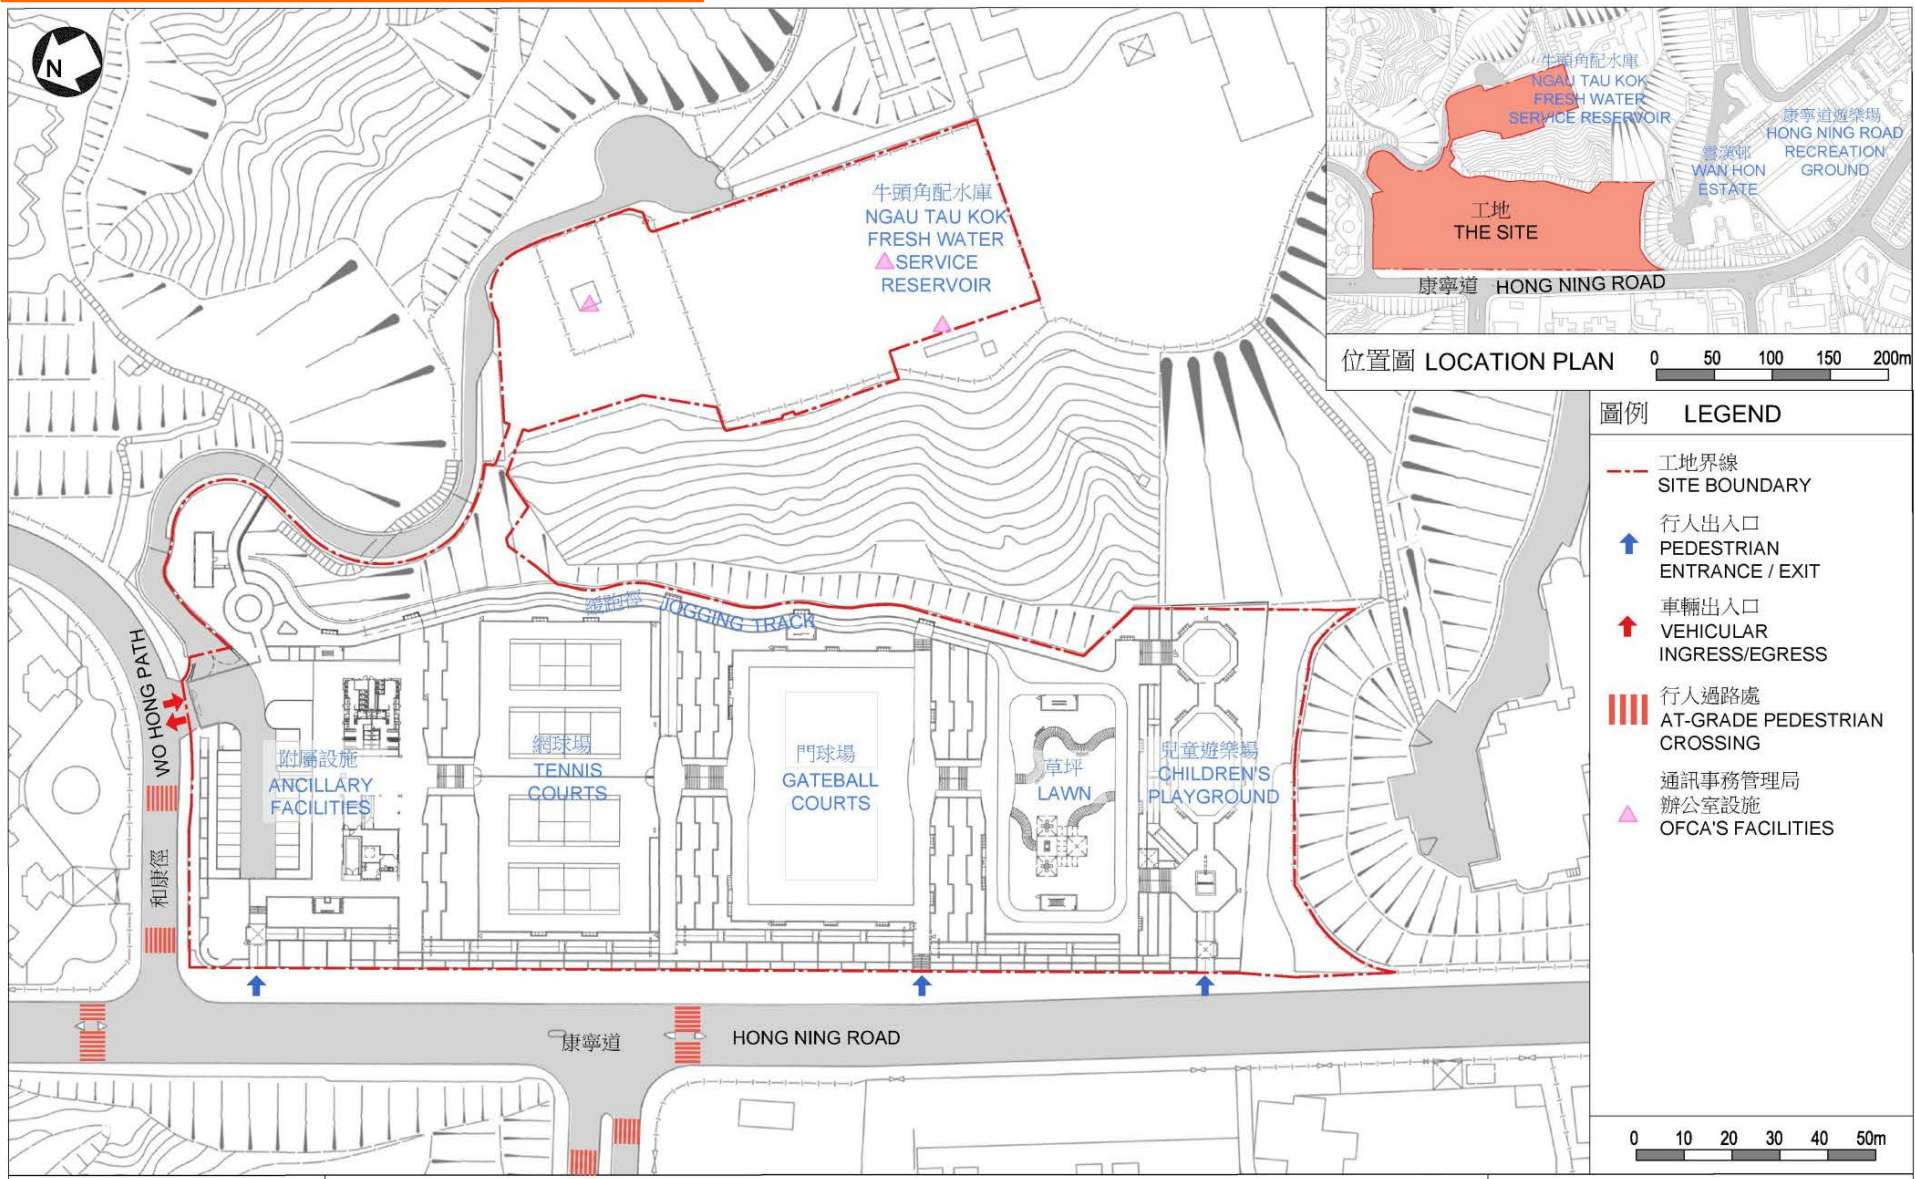 N
牛頭角配水庫
NGAU TAU KOK
FRESH WATER
SERVICE
RESERVOIR
緩跑徑 JOGGING TRACK
WO HONG PATH
和康徑
附屬設施
ANCILLARY
FACILITIES
網球場
TENNIS
COURTS
門球場
GATEBALL
COURTS
草坪
LAWN
兒童遊樂場
CHILDREN'S
PLAYGROUND
康寧道
HONG NING ROAD
牛頭角配水庫
NGAU TAU KOK
FRESH WATER
SERVICE RESERVOIR
康寧道遊樂場
HONG NING ROAD
RECREATION
GROUND
雲漢邨
WAN HON
ESTATE
工地
THE SITE
康寧道 HONG NING ROAD
位置圖 LOCATION PLAN
0 50 100 150 200m
圖例 LEGEND
工地界線
SITE BOUNDARY
行人出入口
PEDESTRIAN
ENTRANCE / EXIT
車輛出入口
VEHICULAR
INGRESS/EGRESS
行人過路處
AT-GRADE PEDESTRIAN
CROSSING
通訊事務管理局
辦公室設施
OFCA'S FACILITIES
0 10 20 30 40 50m